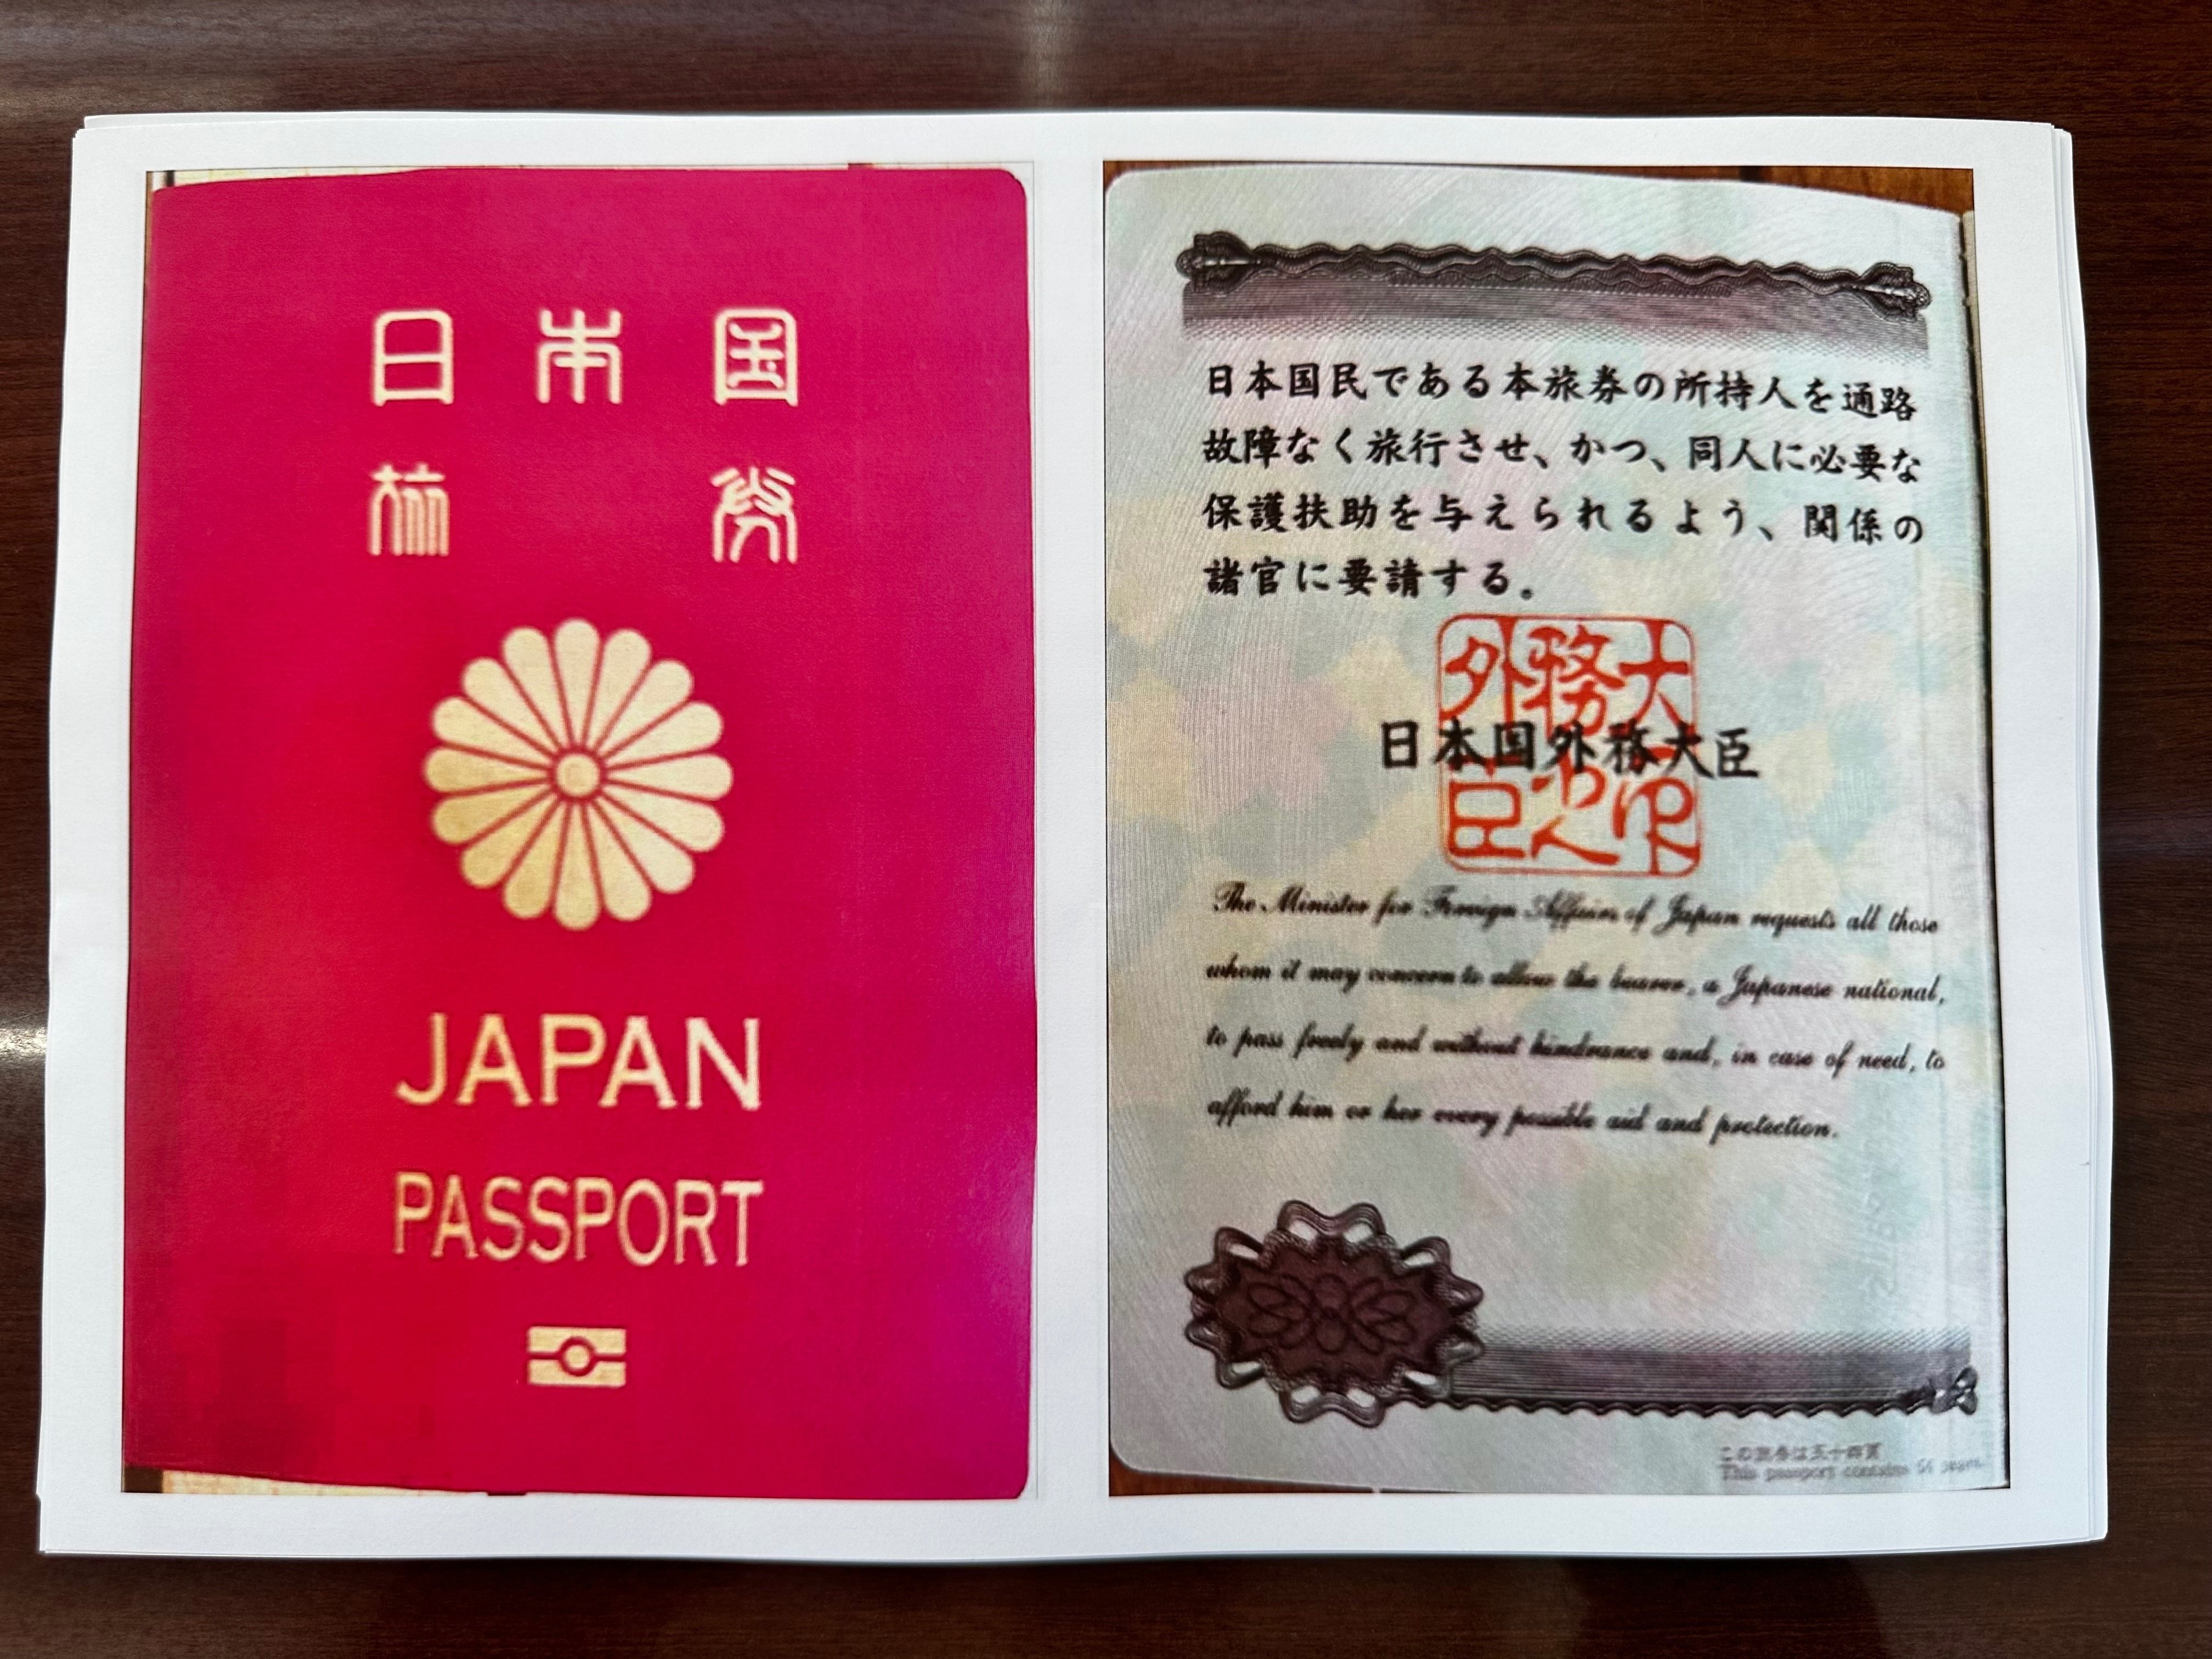 日本国
旅券
JAPAN
PASSPORT
日本国民である本旅券の所持人を通路
故障なく旅行させ、かつ、同人に必要な
保護扶助を与えられるよう、関係の
諸官に要請する。
日本国外務大臣
The Minister for Foreign Affairs of Japan requests all those
whom it may concern to allow the bearer, a Japanese national,
to pass freely and without hindrance and, in case of need, to
afford him or her every possible aid and protection.
この旅券は五十四頁
This passport contains 54 pages.